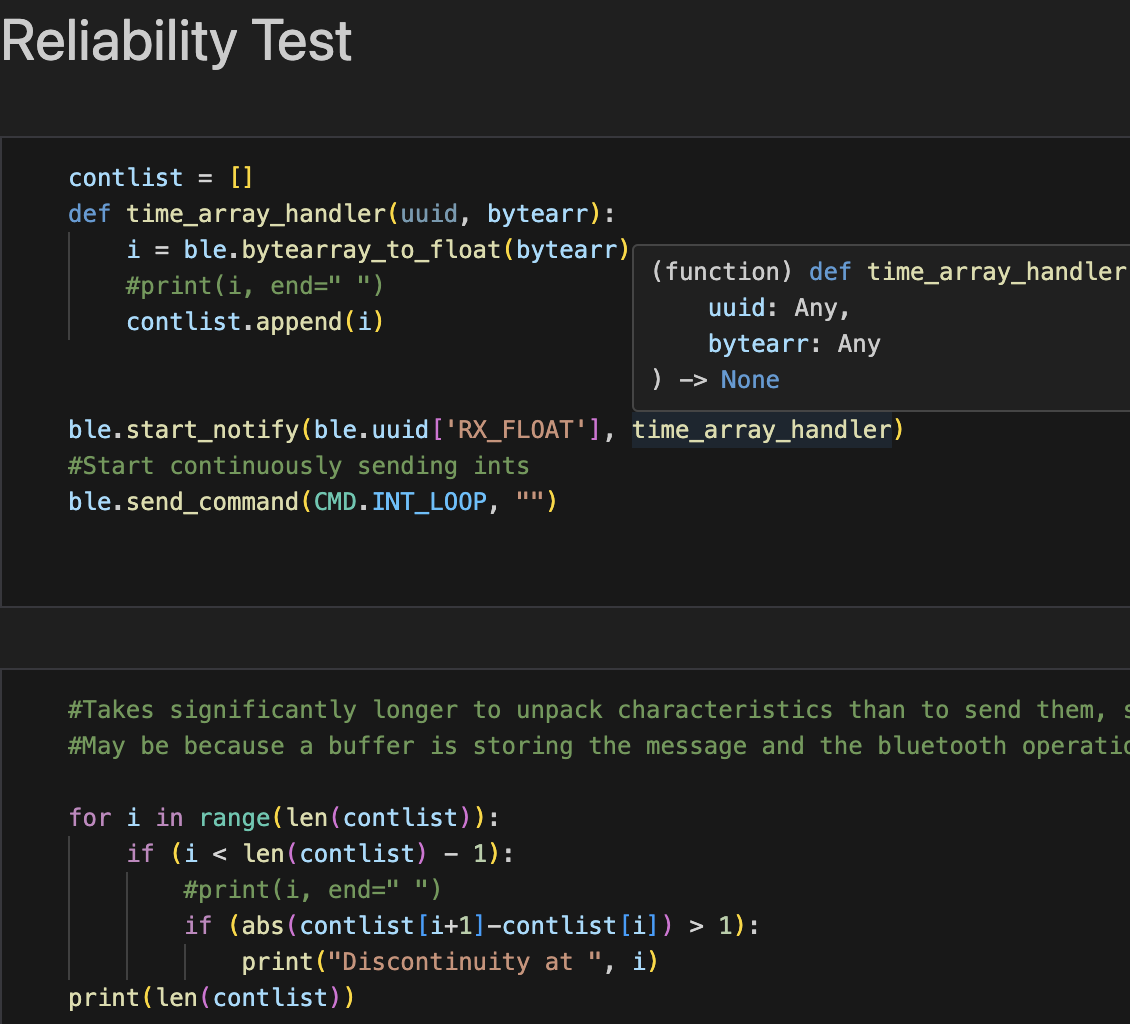 Reliability Test
contlist = []
def time_array_handler(uuid, bytearr):
i = ble.bytearray_to_float(bytearr)
#print(i, end=" ")
contlist.append(i)
(function) def time_array_handler
uuid: Any,
bytearr: Any
) -> None
ble.start_notify(ble.uuid['RX_FLOAT'], time_array_handler)
#Start continuously sending ints
ble.send_command(CMD.INT_LOOP, "")
#Takes significantly longer to unpack characteristics than to send them,
#May be because a buffer is storing the message and the bluetooth
for i in range(len(contlist)):
if (i < len(contlist) - 1):
#print(i, end=" ")
if (abs(contlist[i+1]-contlist[i]) > 1):
print("Discontinuity at ", i)
print(len(contlist))